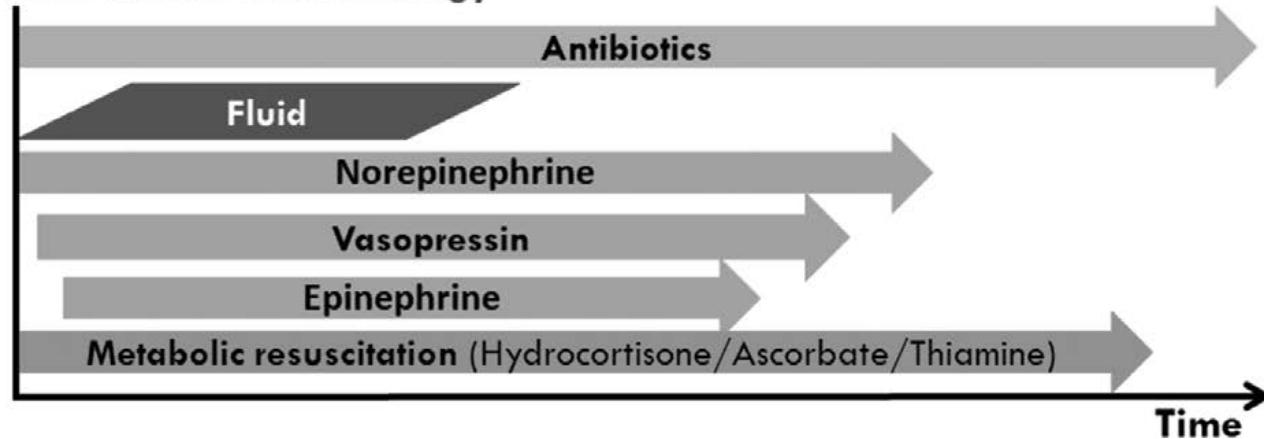 Antibiotics
Fluid
Norepinephrine
Vasopressin
Epinephrine
Metabolic resuscitation (Hydrocortisone/Ascorbate/Thiamine)
Time